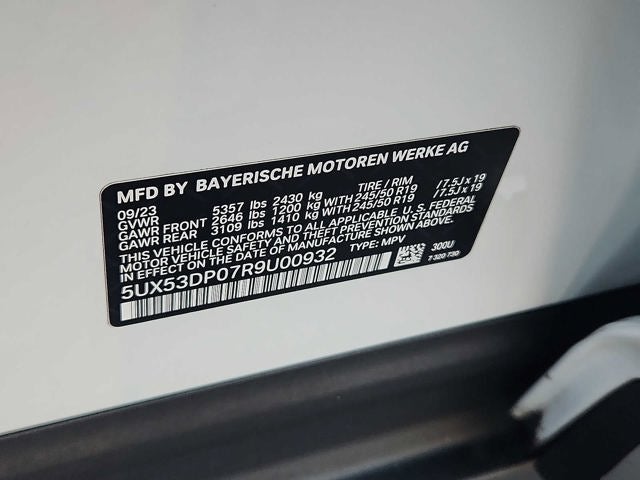 MFD BY BAYERISCHE MOTOREN WERKE AG
09/23 TIRE / RIM
GVWR 5357 lbs 2430 kg
GAWR FRONT 2646 lbs 1200 kg WITH 245/50 R19 /7.5J x 19
GAWR REAR 3109 lbs 1410 kg WITH 245/50 R19 /7.5J x 19
THIS VEHICLE CONFORMS TO ALL APPLICABLE U. S. FEDERAL
MOTOR VEHICLE SAFETY AND THEFT PREVENTION STANDARDS
IN EFFECT ON THE DATE OF MANUFACTURE SHOWN ABOVE.
5UX53DP07R9U00932 TYPE: MPV 300U
7 320 730